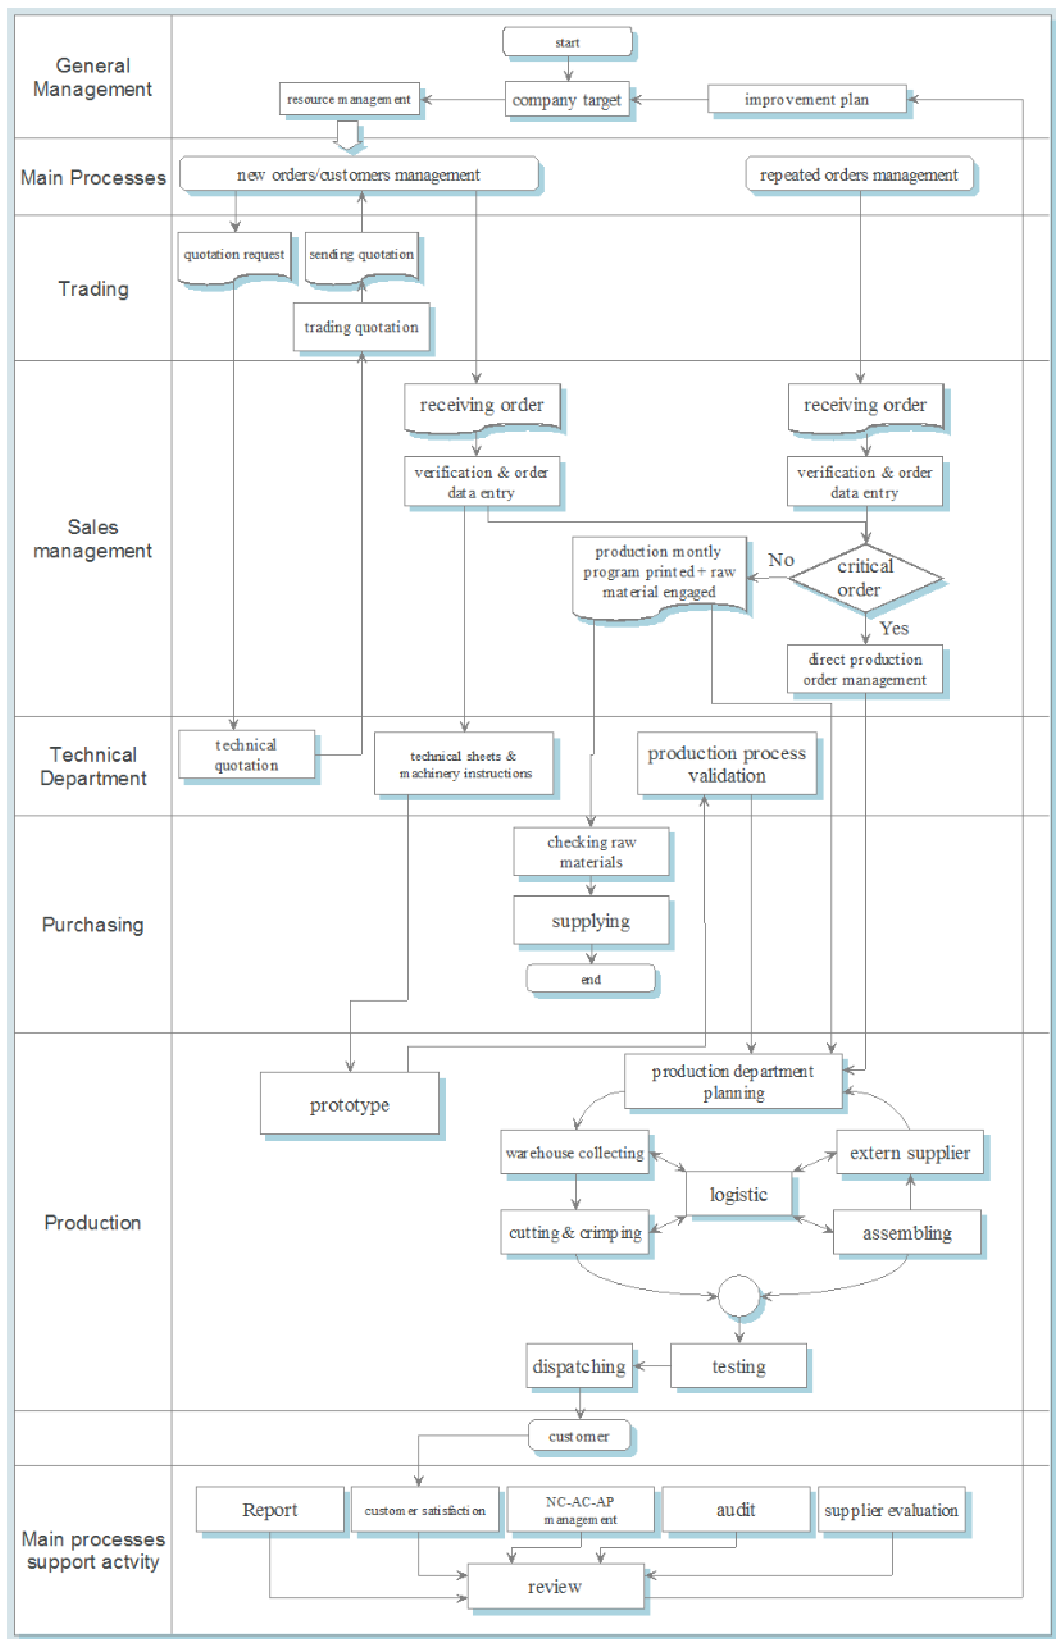 General
Management
start
resource management
company target
improvement plan
Main Processes
new orders/customers management
repeated orders management
Trading
quotation request
sending quotation
trading quotation
Sales
management
receiving order
receiving order
verification & order
data entry
verification & order
data entry
production montly
program printed + raw
material engaged
No
critical
order
Yes
direct production
order management
Technical
Department
technical
quotation
technical sheets &
machinery instructions
production process
validation
Purchasing
checking raw
materials
supplying
end
Production
prototype
production department
planning
warehouse collecting
extern supplier
logistic
cutting & crimping
assembling
dispatching
testing
customer
Main processes
support actvity
Report
customer satisfaction
NC-AC-AP
management
audit
supplier evaluation
review